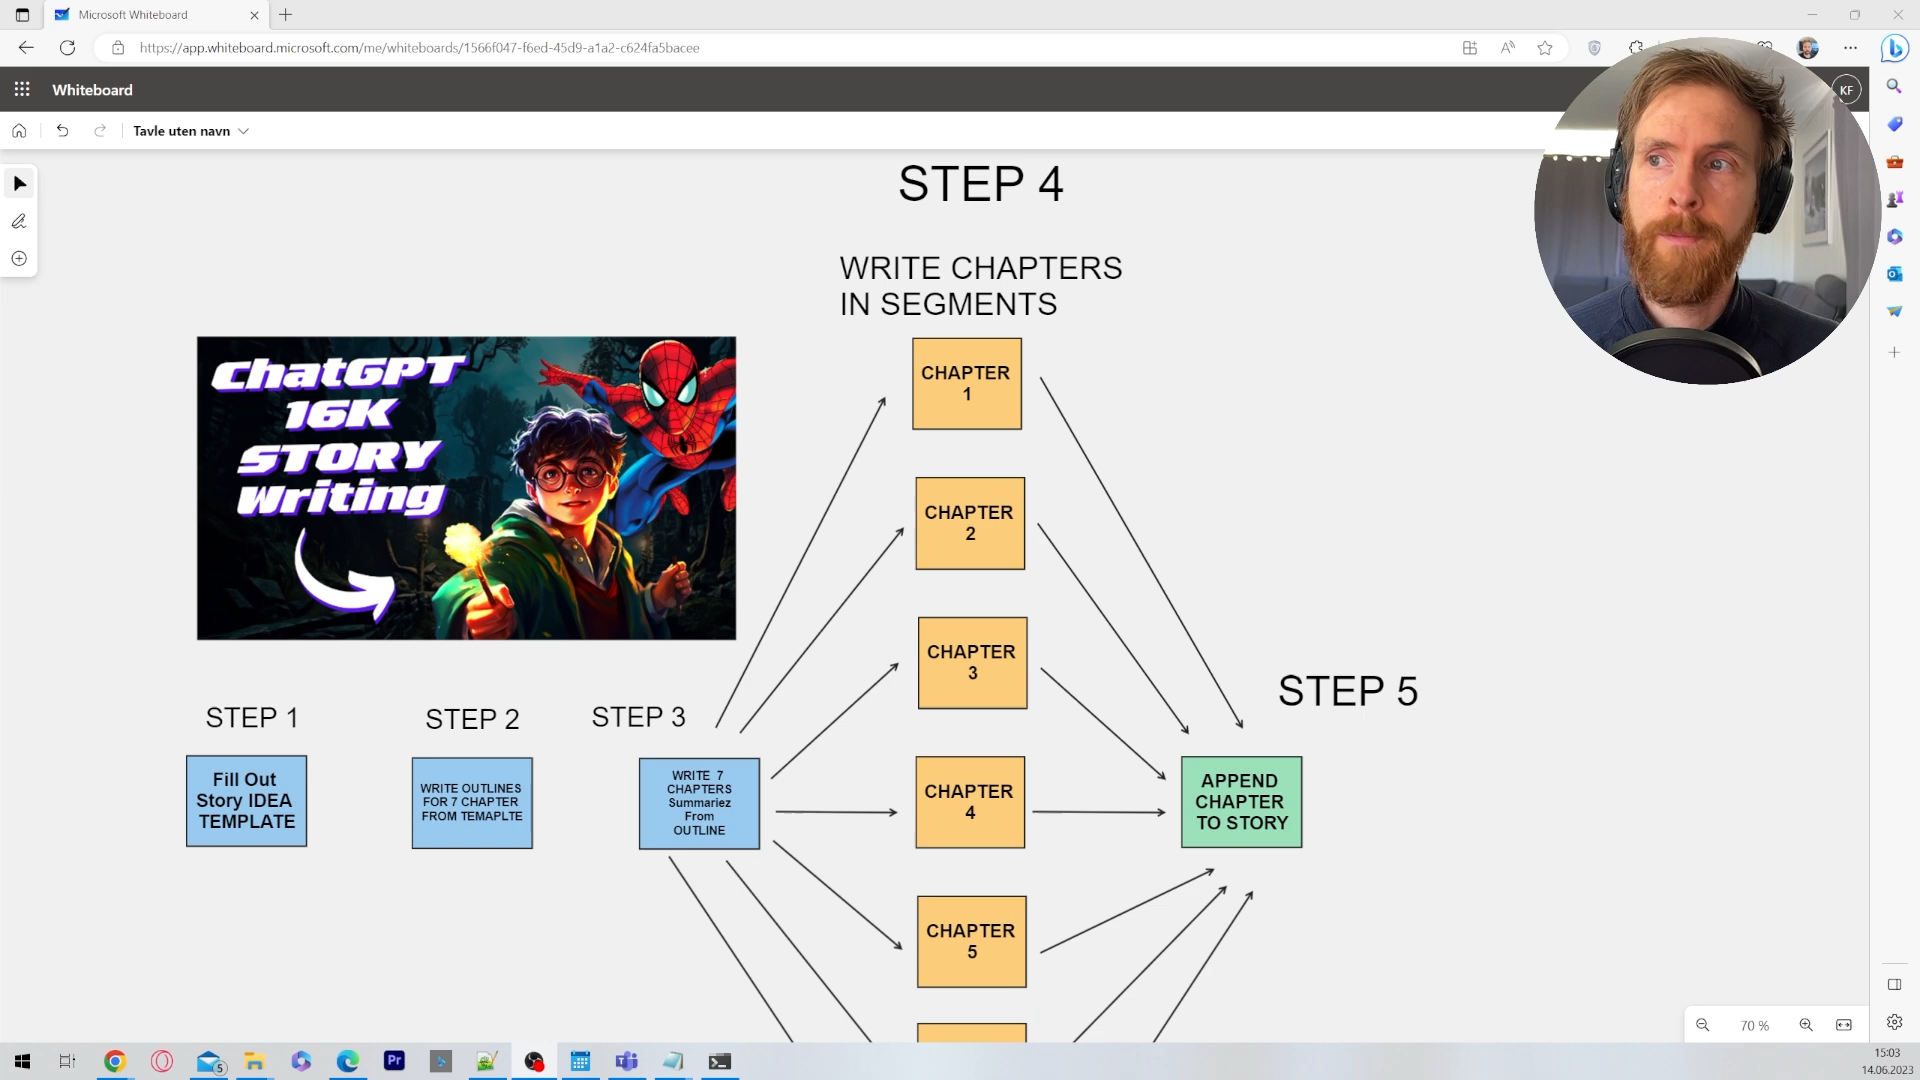 Microsoft Whiteboard
https://app.whiteboard.microsoft.com/me/whiteboards/1566f047-f6ed-45d9-a1a2-c624fa5bacee
Whiteboard
KF
Tavle uten navn
STEP 4
WRITE CHAPTERS
IN SEGMENTS
ChatGPT
16K
STORY
Writing
CHAPTER
1
CHAPTER
2
CHAPTER
3
STEP 5
STEP 1
STEP 2
STEP 3
Fill Out
Story IDEA
TEMPLATE
WRITE OUTLINES
FOR 7 CHAPTER
FROM TEMAPLTE
WRITE 7
CHAPTERS
Summariez
From
OUTLINE
CHAPTER
4
APPEND
CHAPTER
TO STORY
CHAPTER
5
70 %
5
Pr
15:03
14.06.2023